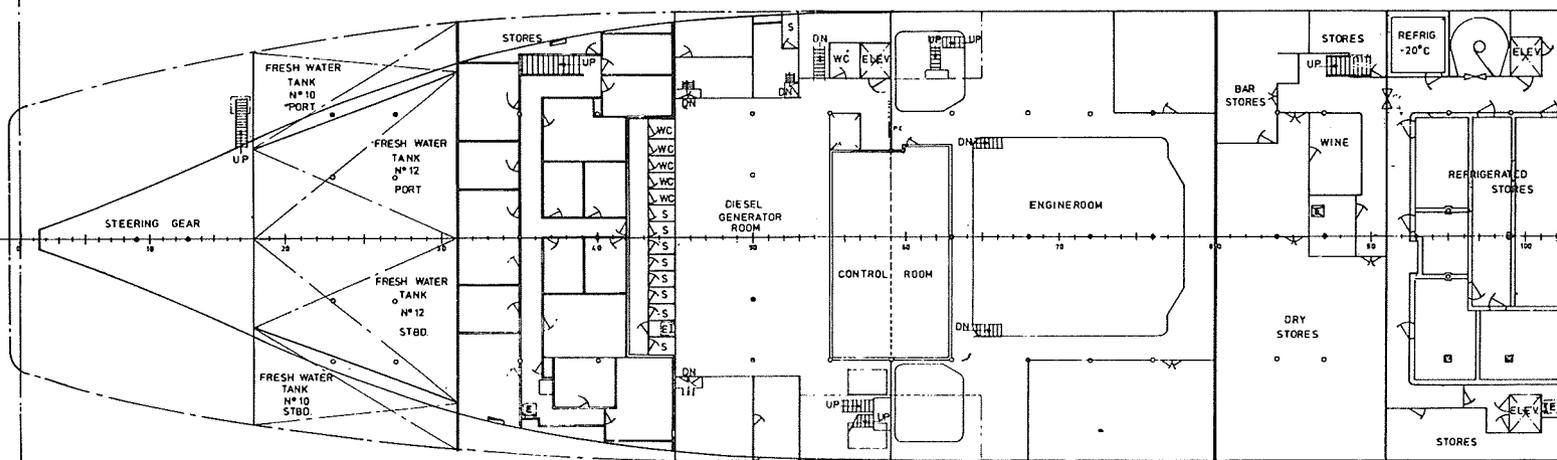 STORES
UP
FRESH WATER
TANK
Nº 10
PORT
UP
FRESH WATER
TANK
Nº 12
PORT
STEERING GEAR
0
10
20
30
40
50
60
70
80
90
100
FRESH WATER
TANK
Nº 12
STBD.
FRESH WATER
TANK
Nº 10
STBD.
E
WC
WC
WC
WC
WC
S
S
S
S
S
S
S
E
S
S
DN
DN
DN
WC
ELEV.
UP
UP
DIESEL
GENERATOR
ROOM
DN
UP
UP
CONTROL ROOM
DN
ENGINEROOM
DN
STORES
UP
BAR
STORES
WINE
REFRIG.
-20°C
ELEV.
REFRIGERATED
STORES
DRY
STORES
ELEV.
E
STORES